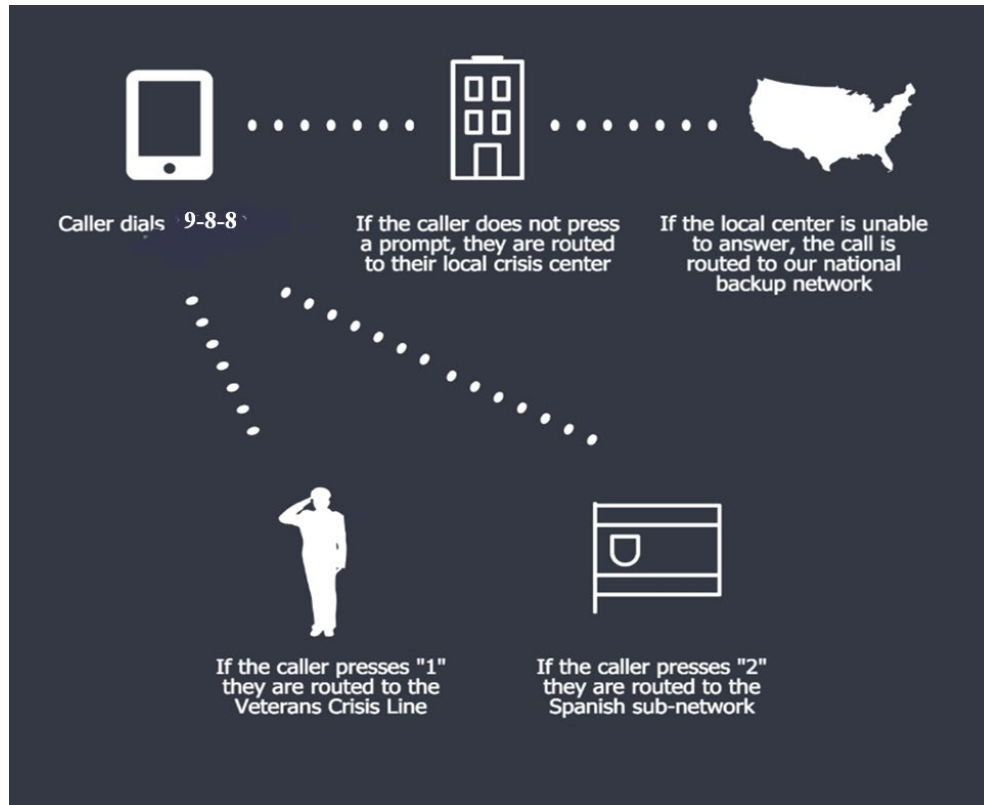 Caller dials 9-8-8
If the caller does not press
a prompt, they are routed
to their local crisis center
If the local center is unable
to answer, the call is
routed to our national
backup network
If the caller presses "1"
they are routed to the
Veterans Crisis Line
If the caller presses "2"
they are routed to the
Spanish sub-network